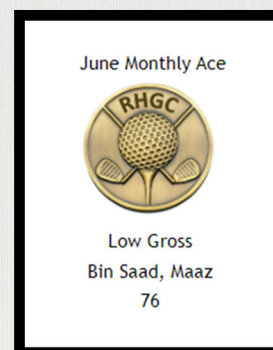 June Monthly Ace
RHGC
Low Gross
Bin Saad, Maaz
76